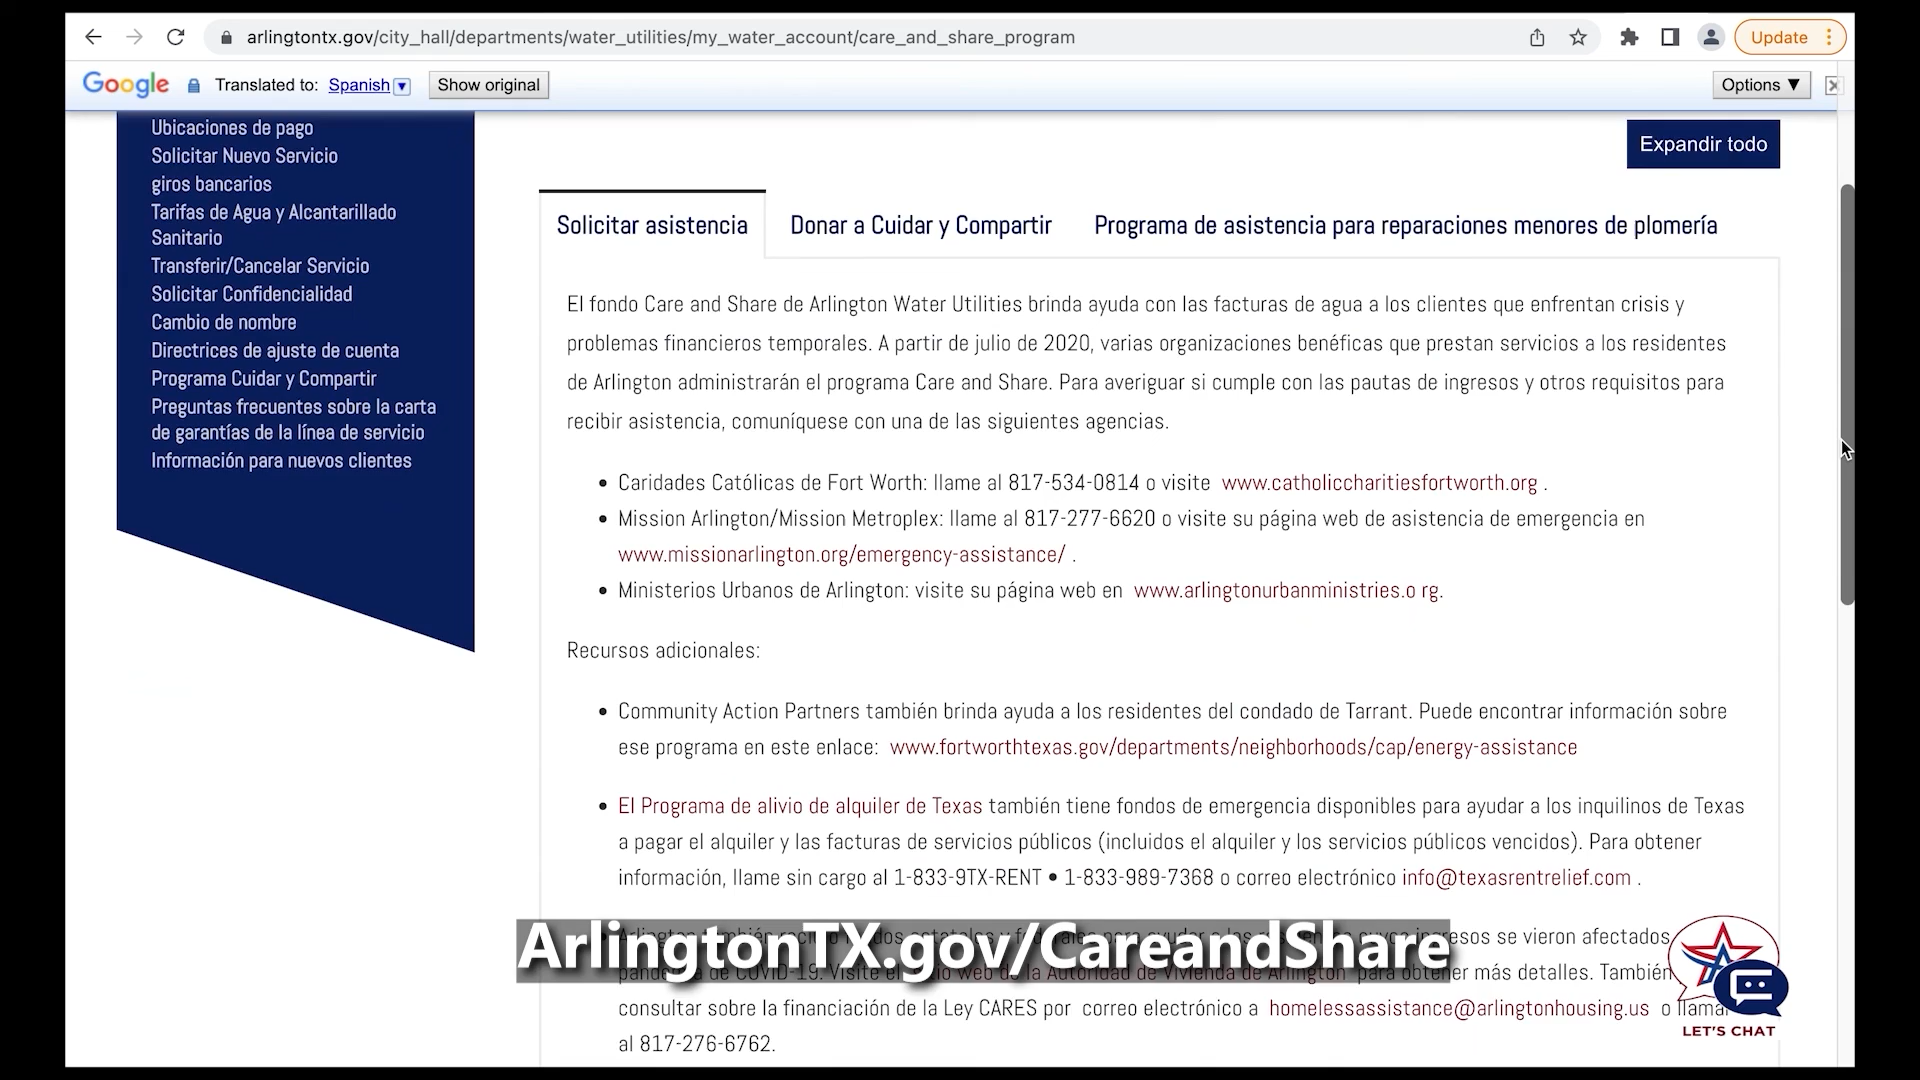 arlingtontx.gov/city_hall/departments/water_utilities/my_water_account/care_and_share_program
Update
Google
Translated to: Spanish
Show original
Options ▼
Ubicaciones de pago
Solicitar Nuevo Servicio
giros bancarios
Tarifas de Agua y Alcantarillado
Sanitario
Transferir/Cancelar Servicio
Solicitar Confidencialidad
Cambio de nombre
Directrices de ajuste de cuenta
Programa Cuidar y Compartir
Preguntas frecuentes sobre la carta
de garantías de la línea de servicio
Información para nuevos clientes
Expandir todo
Solicitar asistencia
Donar a Cuidar y Compartir
Programa de asistencia para reparaciones menores de plomería
El fondo Care and Share de Arlington Water Utilities brinda ayuda con las facturas de agua a los clientes que enfrentan crisis y
problemas financieros temporales. A partir de julio de 2020, varias organizaciones benéficas que prestan servicios a los residentes
de Arlington administrarán el programa Care and Share. Para averiguar si cumple con las pautas de ingresos y otros requisitos para
recibir asistencia, comuníquese con una de las siguientes agencias.
• Caridades Católicas de Fort Worth: llame al 817-534-0814 o visite www.catholiccharitiesfortworth.org .
• Mission Arlington/Mission Metroplex: llame al 817-277-6620 o visite su página web de asistencia de emergencia en
www.missionarlington.org/emergency-assistance/ .
• Ministerios Urbanos de Arlington: visite su página web en www.arlingtonurbanministries.o rg.
Recursos adicionales:
• Community Action Partners también brinda ayuda a los residentes del condado de Tarrant. Puede encontrar información sobre
ese programa en este enlace: www.fortworthtexas.gov/departments/neighborhoods/cap/energy-assistance
• El Programa de alivio de alquiler de Texas también tiene fondos de emergencia disponibles para ayudar a los inquilinos de Texas
a pagar el alquiler y las facturas de servicios públicos (incluidos el alquiler y los servicios públicos vencidos). Para obtener
información, llame sin cargo al 1-833-9TX-RENT • 1-833-989-7368 o correo electrónico info@texasrentrelief.com .
se vieron afectados
de COVID-19. Visite web de la Autoridad de Vivienda de Arlington para obtener más detalles. También
consultar sobre la financiación de la Ley CARES por correo electrónico a homelessassistance@arlingtonhousing.us o llamar
al 817-276-6762.
ArlingtonTX.gov/CareandShare
LET'S CHAT